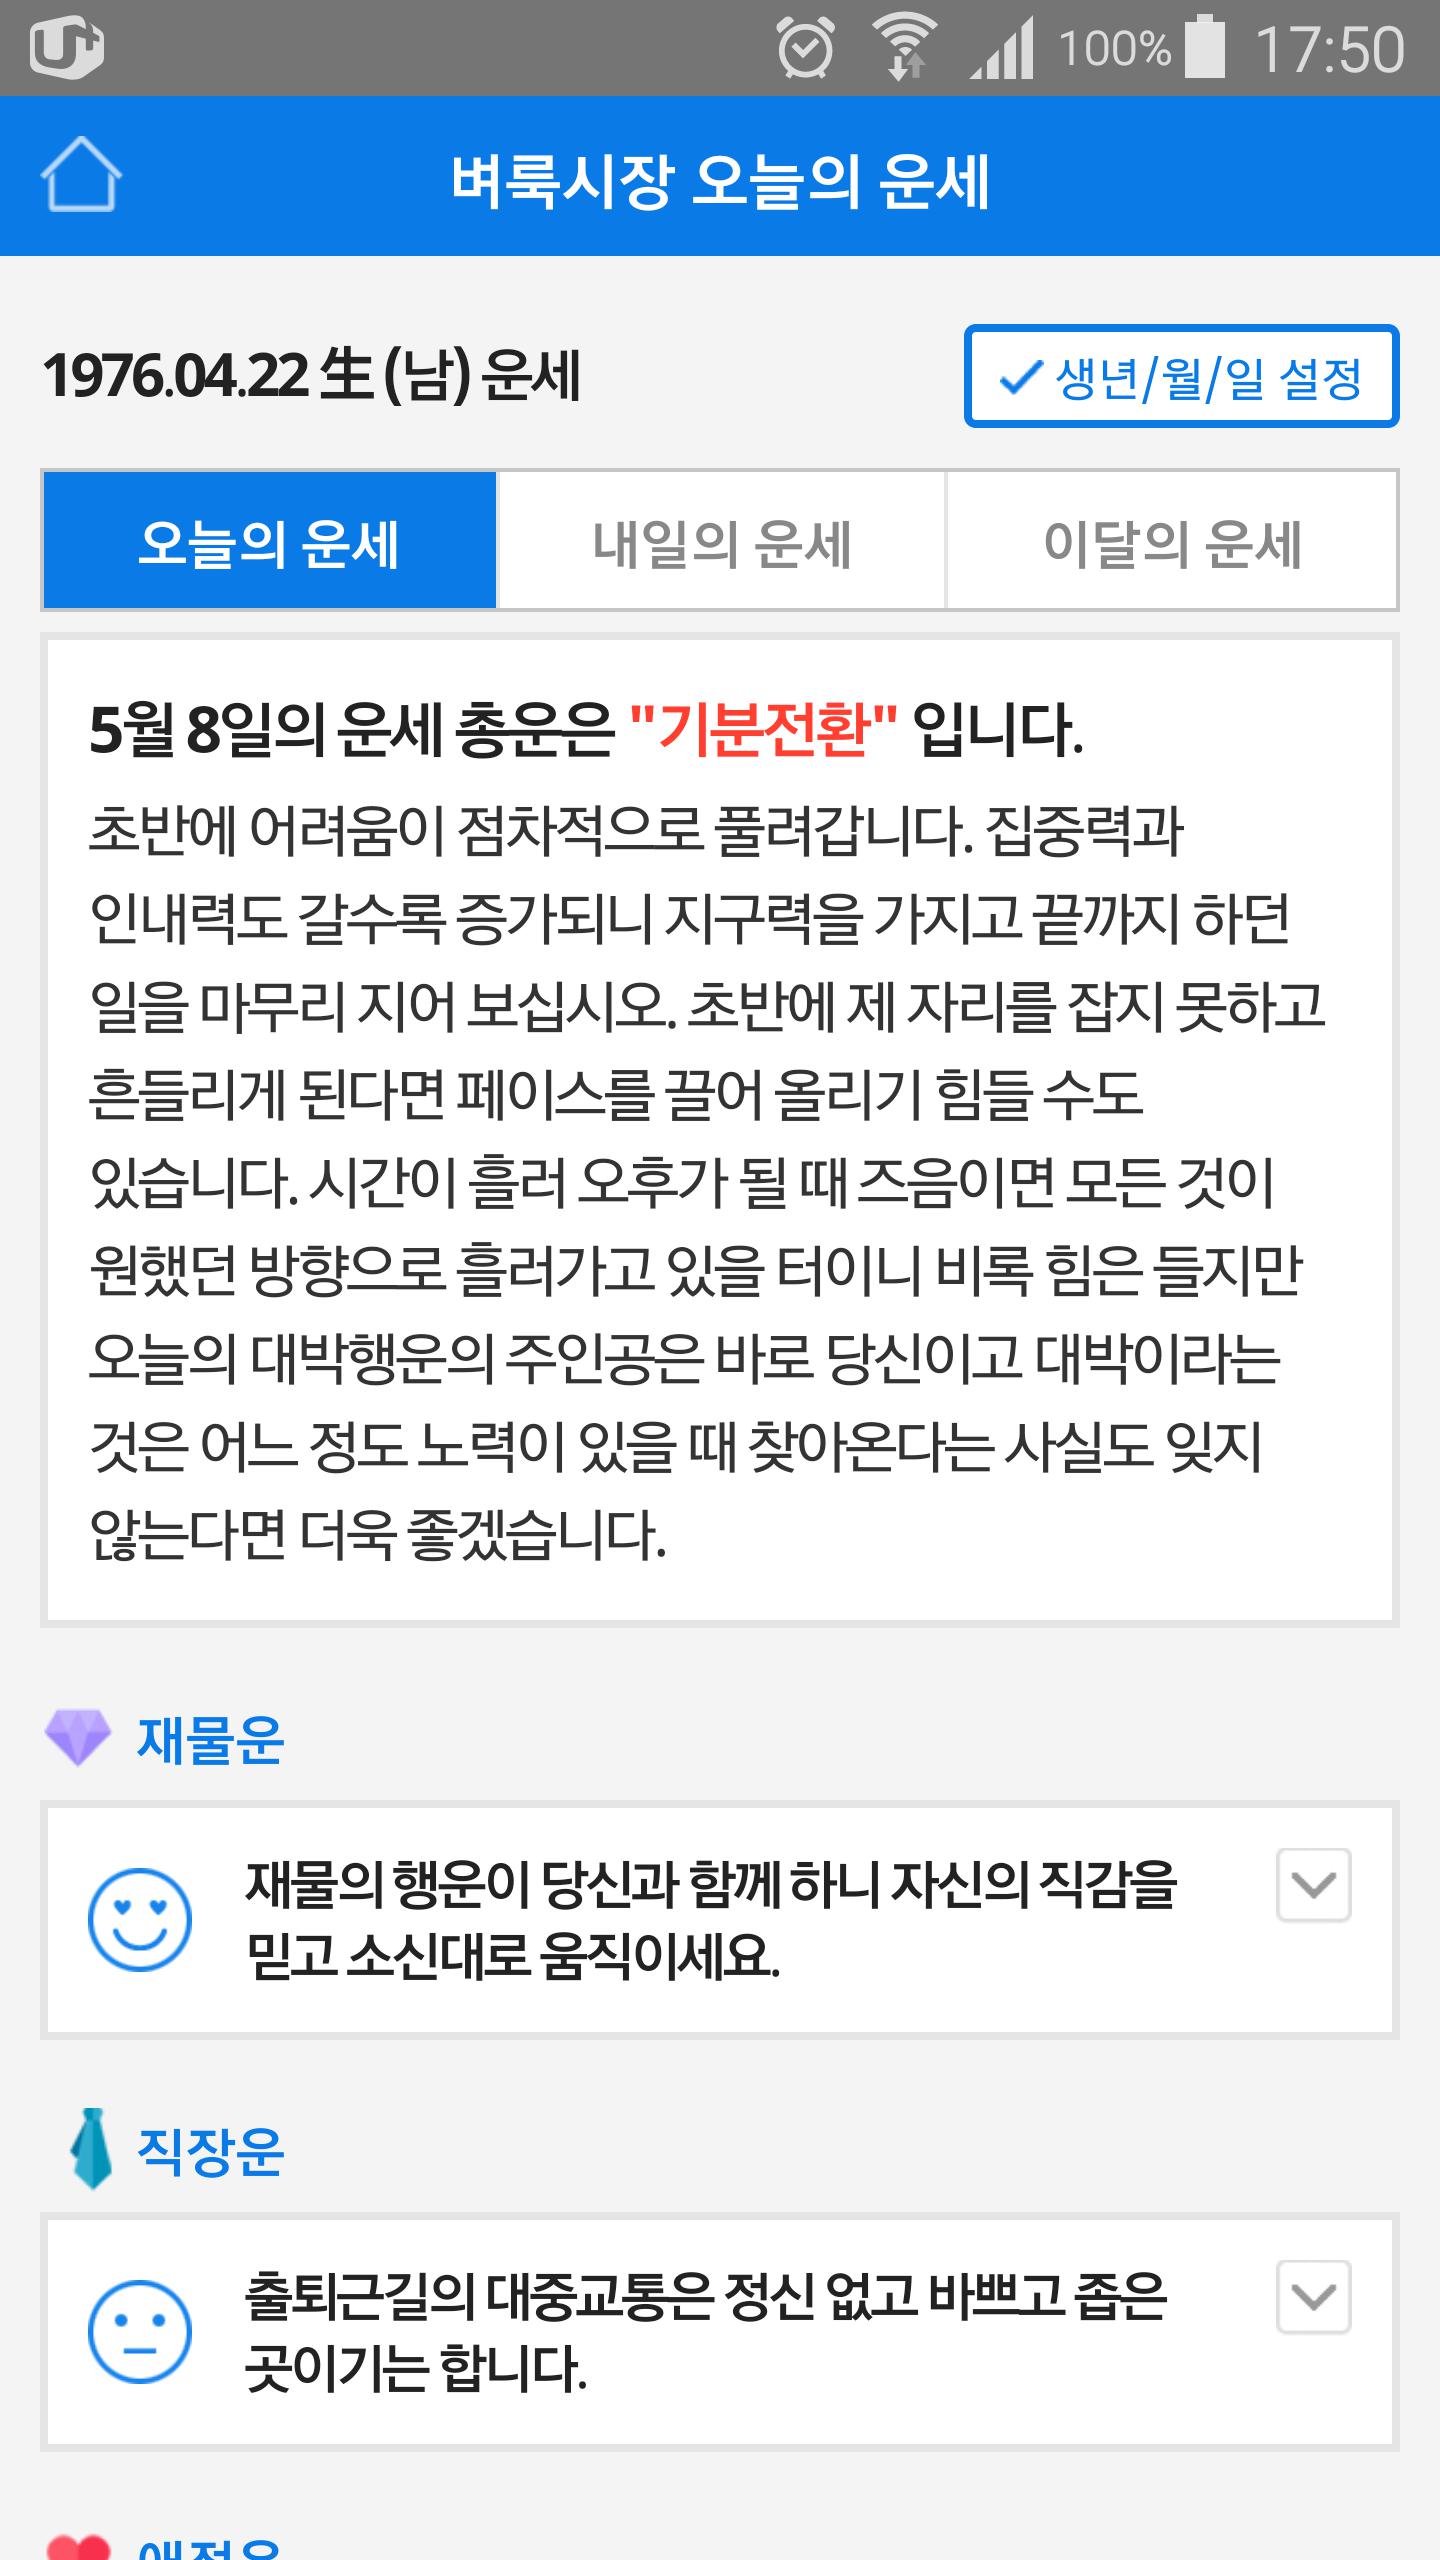 100% 17:50
벼룩시장 오늘의 운세
1976.04.22 生 (남) 운세
생년/월/일 설정
오늘의 운세 내일의 운세 이달의 운세
5월 8일의 운세 총운은 "기분전환" 입니다.
초반에 어려움이 점차적으로 풀려갑니다. 집중력과
인내력도 갈수록 증가되니 지구력을 가지고 끝까지 하던
일을 마무리 지어 보십시오. 초반에 제 자리를 잡지 못하고
흔들리게 된다면 페이스를 끌어 올리기 힘들 수도
있습니다. 시간이 흘러 오후가 될 때 즈음이면 모든 것이
원했던 방향으로 흘러가고 있을 터이니 비록 힘은 들지만
오늘의 대박행운의 주인공은 바로 당신이고 대박이라는
것은 어느 정도 노력이 있을 때 찾아온다는 사실도 잊지
않는다면 더욱 좋겠습니다.
재물운
재물의 행운이 당신과 함께 하니 자신의 직감을
믿고 소신대로 움직이세요.
직장운
출퇴근길의 대중교통은 정신 없고 바쁘고 좁은
곳이기는 합니다.
애정운